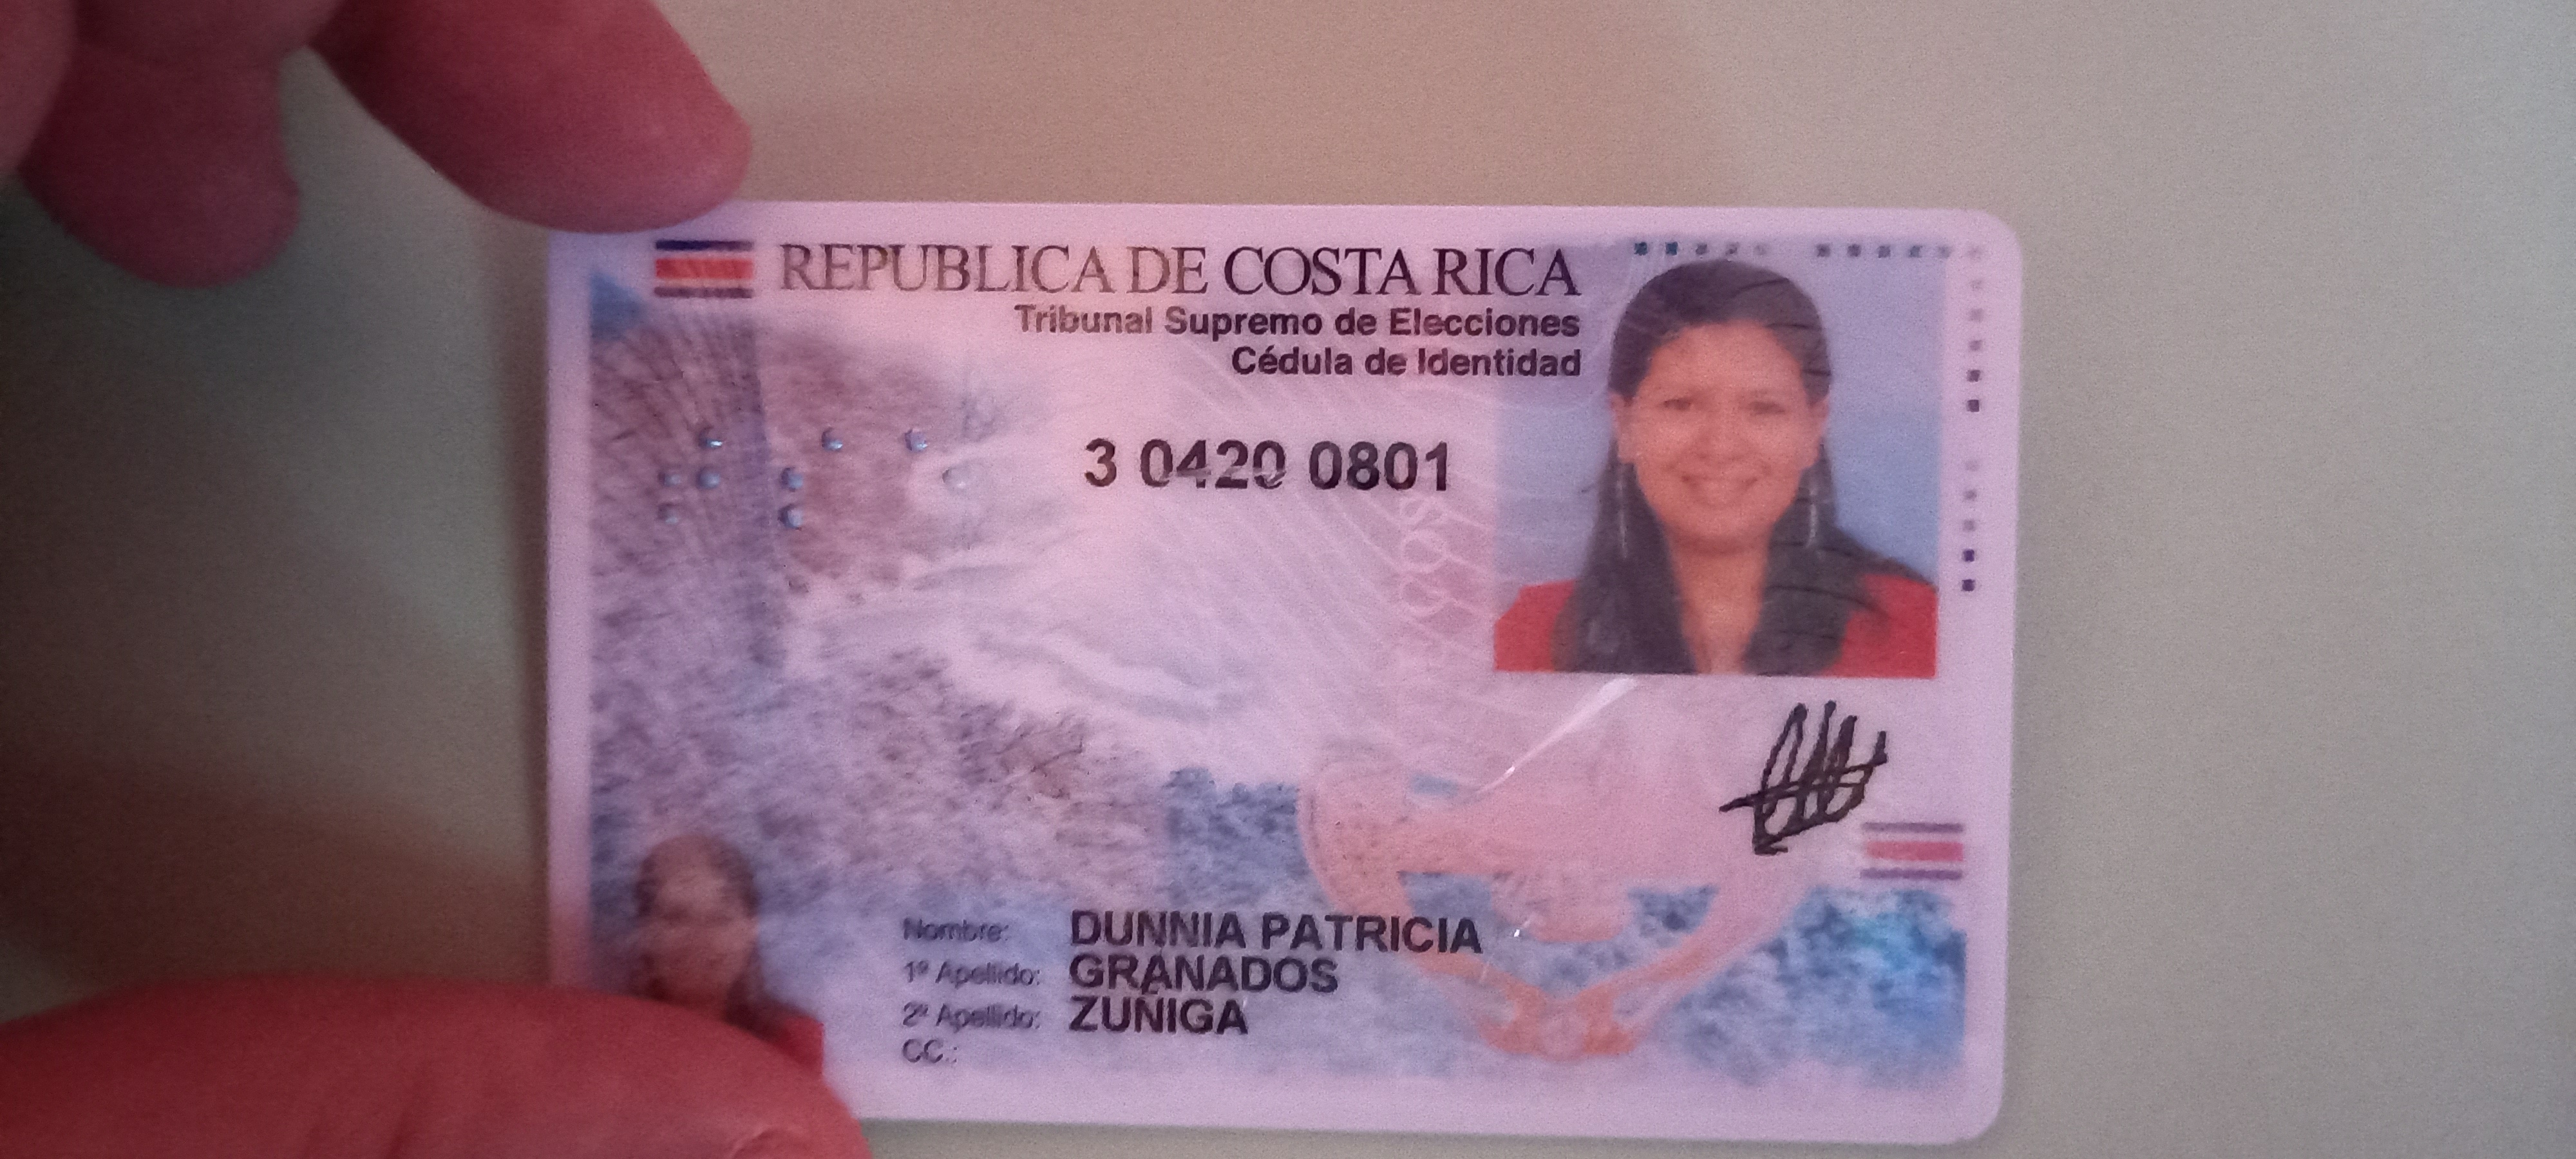 REPUBLICA DE COSTA RICA
Tribunal Supremo de Elecciones
Cédula de Identidad
3 0420 0801
COS
Nombre: DUNNIA PATRICIA
1º Apellido: GRANADOS
2º Apellido: ZUÑIGA
CC.: